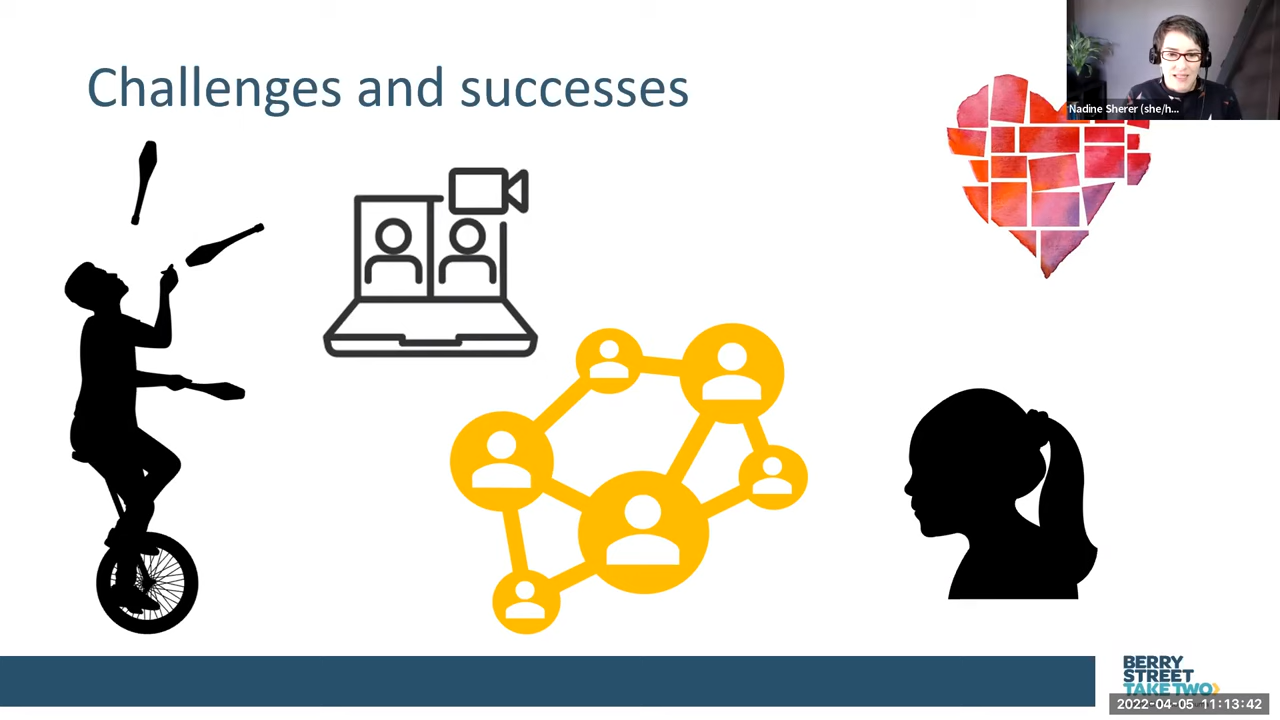 Challenges and successes
Nadine Sherer (she/h...
BERRY
STREET
TAKE TWO
2022-04-05 11:13:42